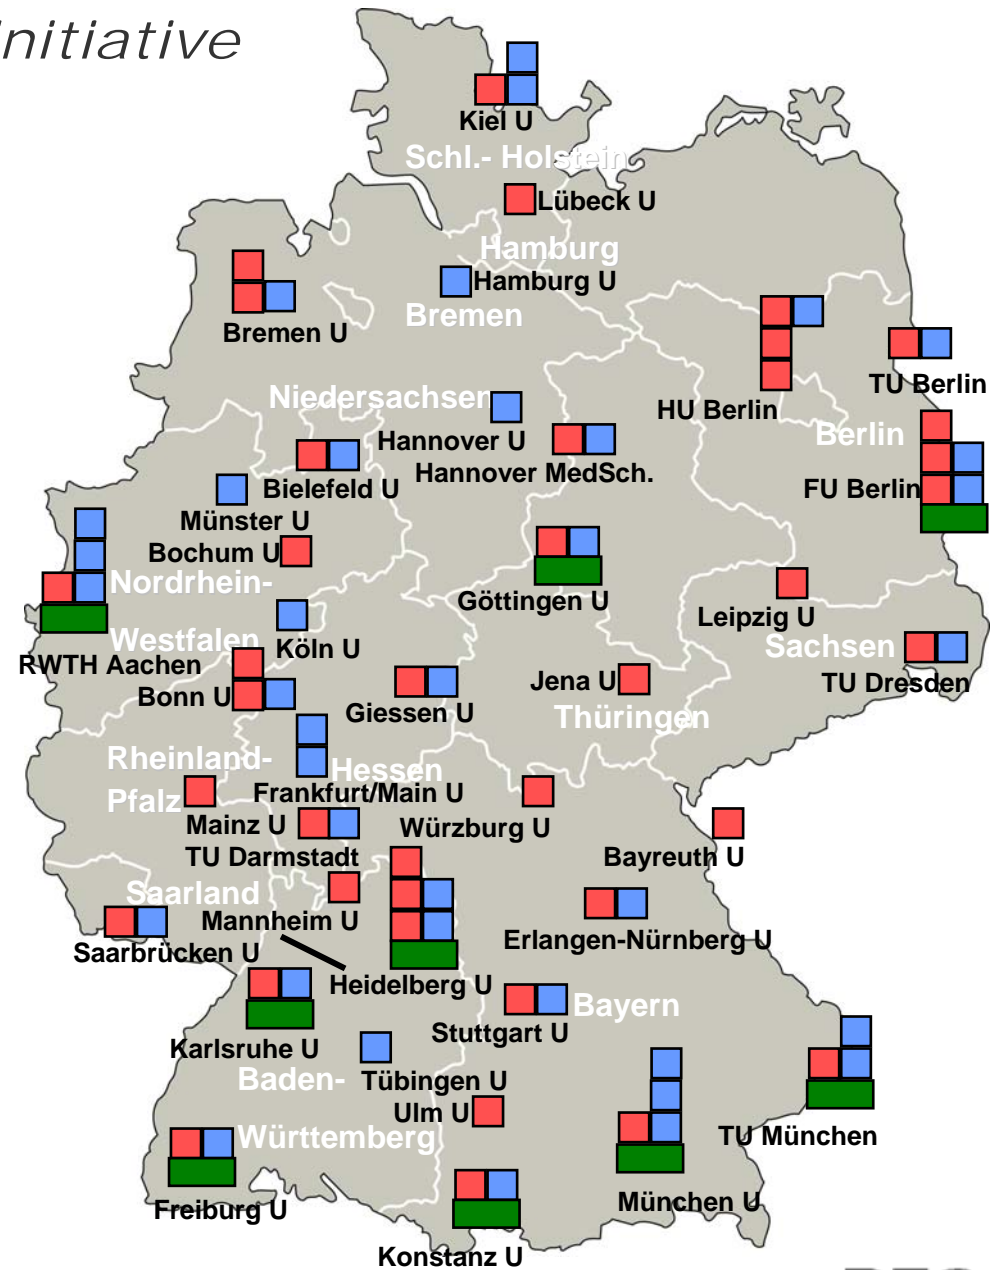 nitiative
Kiel U
Schl.- Holstein
Lübeck U
Hamburg
Hamburg U
Bremen
Bremen U
TU Berlin
Niedersachsen
HU Berlin
Hannover U
Berlin
Hannover MedSch.
Bielefeld U
FU Berlin
Münster U
Bochum U
Nordrhein-
Göttingen U
Leipzig U
Westfalen
Köln U
Sachsen
RWTH Aachen
TU Dresden
Bonn U
Jena U
Giessen U
Thüringen
Rheinland-
Hessen
Pfalz
Frankfurt/Main U
Mainz U
Würzburg U
TU Darmstadt
Bayreuth U
Saarland
Mannheim U
Erlangen-Nürnberg U
Saarbrücken U
Heidelberg U
Bayern
Stuttgart U
Karlsruhe U
Baden-
Tübingen U
Ulm U
Württemberg
TU München
München U
Freiburg U
Konstanz U